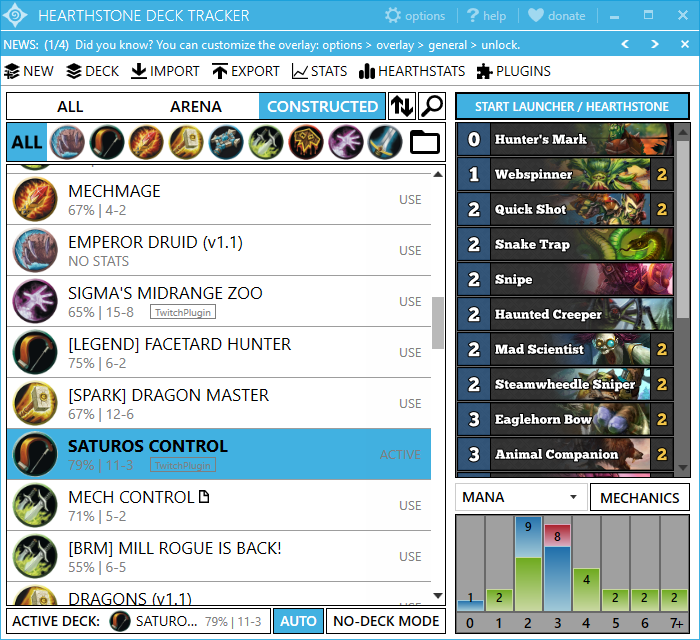 HEARTHSTONE DECK TRACKER
options
? help
donate
NEWS: (1/4) Did you know? You can customize the overlay: options > overlay > general > unlock.
NEW
DECK
IMPORT
EXPORT
STATS
HEARTHSTATS
PLUGINS
ALL
ARENA
CONSTRUCTED
ALL
MECHMAGE
67% | 4-2
USE
EMPEROR DRUID (v1.1)
NO STATS
USE
SIGMA'S MIDRANGE ZOO
65% | 15-8
TwitchPlugin
USE
[LEGEND] FACETARD HUNTER
75% | 6-2
USE
[SPARK] DRAGON MASTER
67% | 12-6
USE
SATUROS CONTROL
79% | 11-3
TwitchPlugin
ACTIVE
MECH CONTROL
71% | 5-2
USE
[BRM] MILL ROGUE IS BACK!
55% | 6-5
USE
DRAGONS (v1.1)
ACTIVE DECK:
SATURO... 79% | 11-3
AUTO
NO-DECK MODE
START LAUNCHER / HEARTHSTONE
0 Hunter's Mark
1 Webspinner 2
2 Quick Shot 2
2 Snake Trap
2 Snipe
2 Haunted Creeper
2 Mad Scientist 2
2 Steamwheedle Sniper 2
3 Eaglehorn Bow 2
3 Animal Companion 2
MANA
MECHANICS
1 2 9 8 4 2 2 2
0 1 2 3 4 5 6 7+